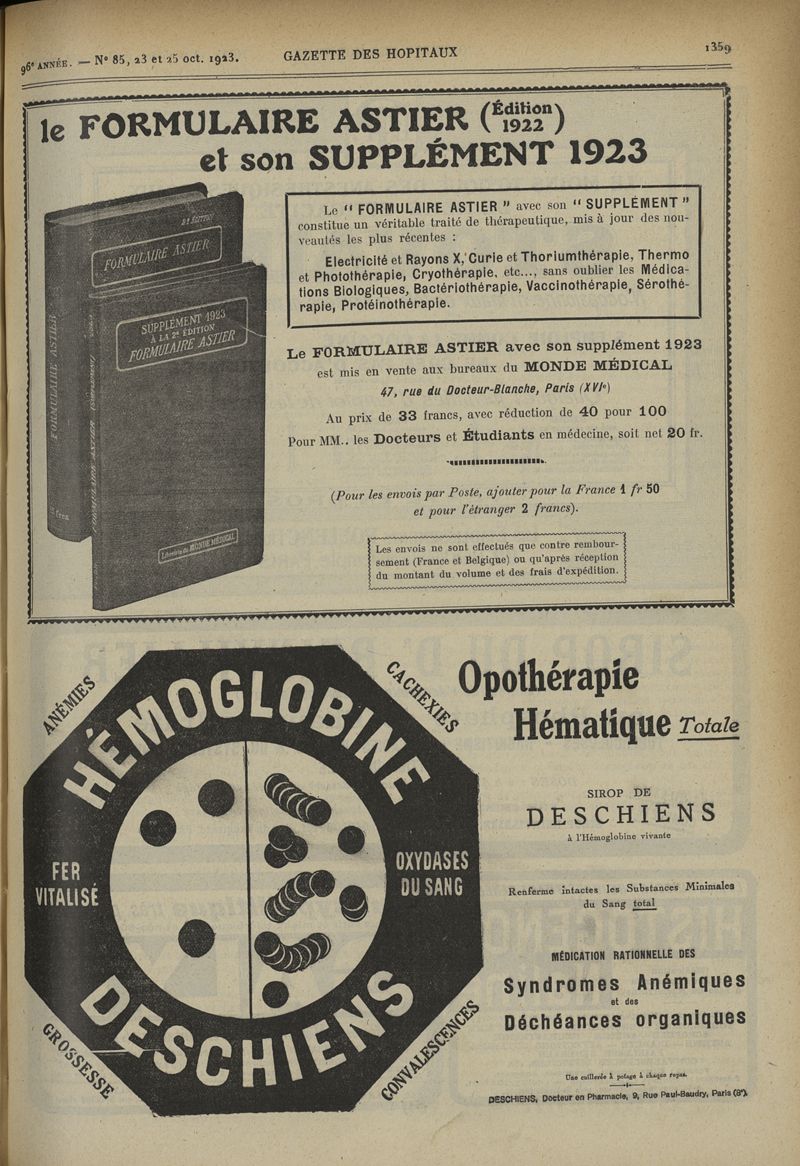 96e ANNÉE. — N° 85, 23 et 25 oct. 1923.
GAZETTE DES HOPITAUX
1359
le FORMULAIRE ASTIER (Édition 1922)
et son SUPPLÉMENT 1923
2e ÉDITION
FORMULAIRE ASTIER
FORMULAIRE ASTIER
SUPPLÉMENT 1923
A LA 2e ÉDITION
FORMULAIRE ASTIER
Librairie du MONDE MÉDICAL
Le " FORMULAIRE ASTIER " avec son " SUPPLÉMENT "
constitue un véritable traité de thérapeutique, mis à jour des nou-
veautés les plus récentes :
Electricité et Rayons X, Curie et Thoriumthérapie, Thermo
et Photothérapie, Cryothérapie, etc..., sans oublier les Médica-
tions Biologiques, Bactériothérapie, Vaccinothérapie, Sérothé-
rapie, Protéinothérapie.
Le FORMULAIRE ASTIER avec son supplément 1923
est mis en vente aux bureaux du MONDE MÉDICAL
47, rue du Docteur-Blanche, Paris (XVIe)
Au prix de 33 francs, avec réduction de 40 pour 100
Pour MM.. les Docteurs et Étudiants en médecine, soit net 20 fr.
(Pour les envois par Poste, ajouter pour la France 1 fr 50
et pour l'étranger 2 francs).
Les envois ne sont effectués que contre rembour-
sement (France et Belgique) ou qu'après réception
du montant du volume et des frais d'expédition.
ANÉMIES
CACHEXIES
HÉMOGLOBINE
FER
VITALISÉ
OXYDASES
DU SANG
DESCHIENS
GROSSESSE
CONVALESCENCES
Opothérapie
Hématique Totale
SIROP DE
DESCHIENS
à l'Hémoglobine vivante
Renferme intactes les Substances Minimales
du Sang total
MÉDICATION RATIONNELLE DES
Syndromes Anémiques
et des
Déchéances organiques
Une cuillerée à potage à chaque repas.
DESCHIENS, Docteur en Pharmacie, 9, Rue Paul-Baudry, Paris (8e).